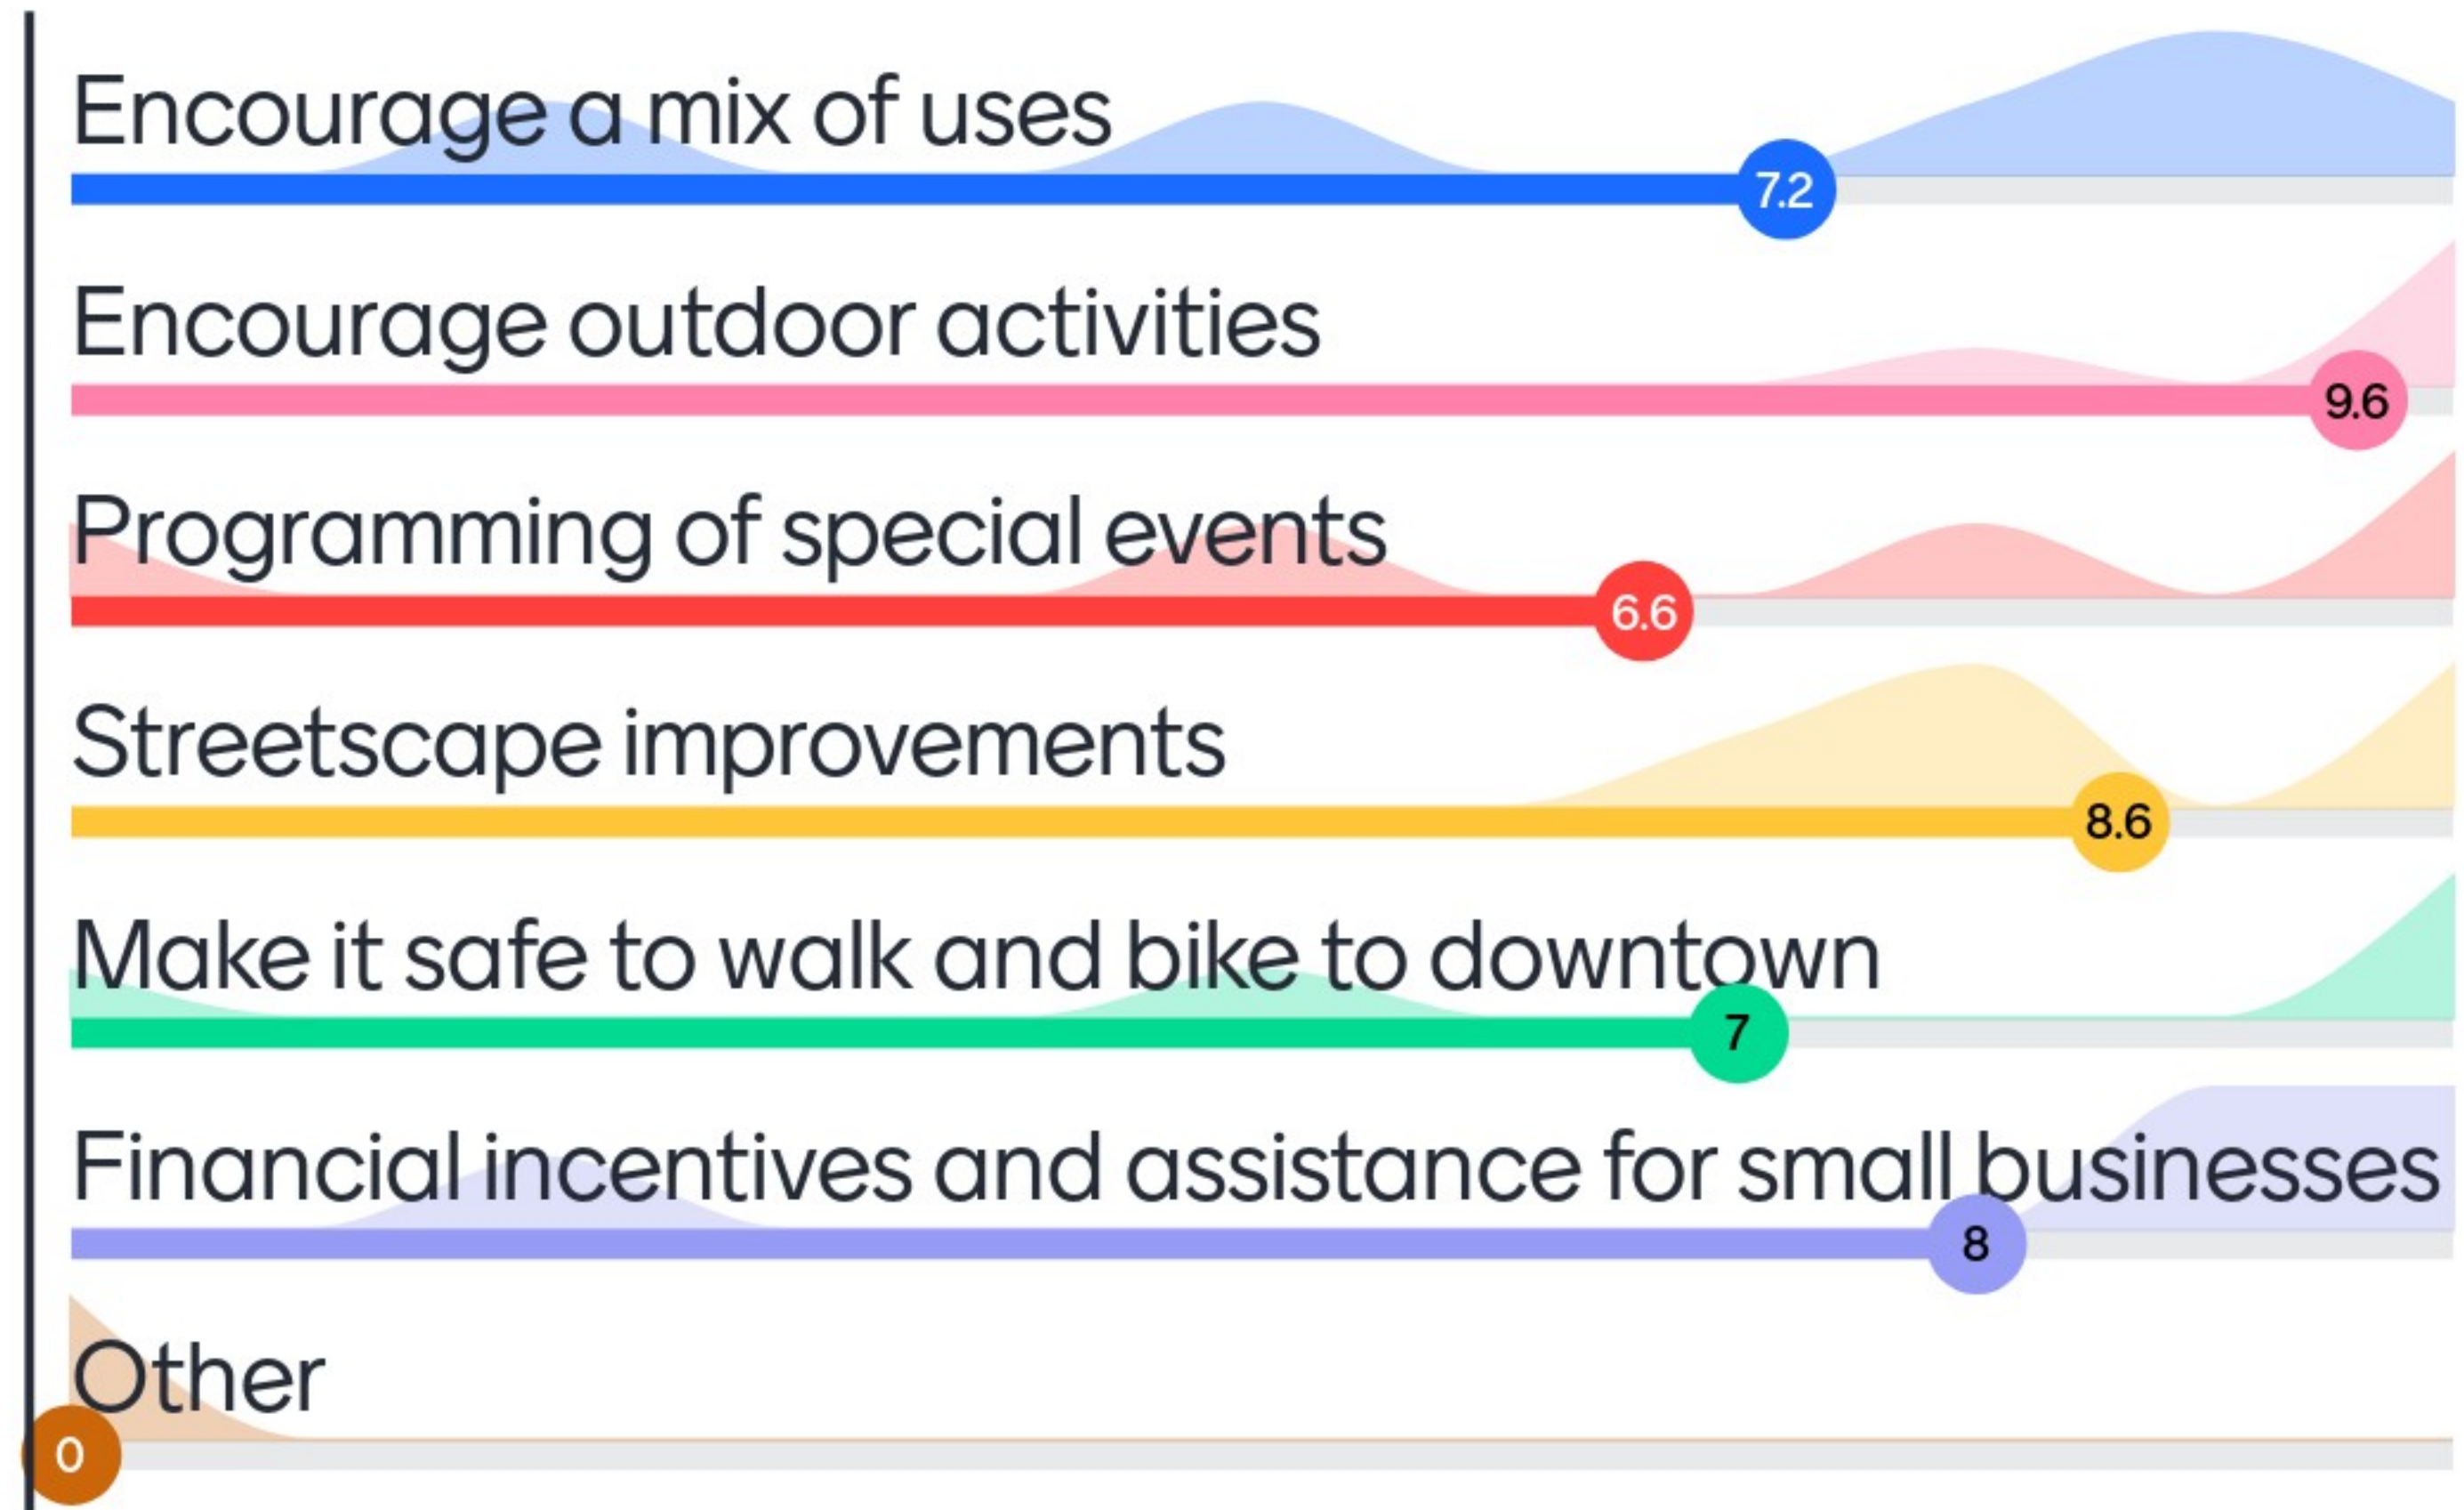 Encourage a mix of uses
7.2
Encourage outdoor activities
9.6
Programming of special events
6.6
Streetscape improvements
8.6
Make it safe to walk and bike to downtown
7
Financial incentives and assistance for small businesses
8
Other
0